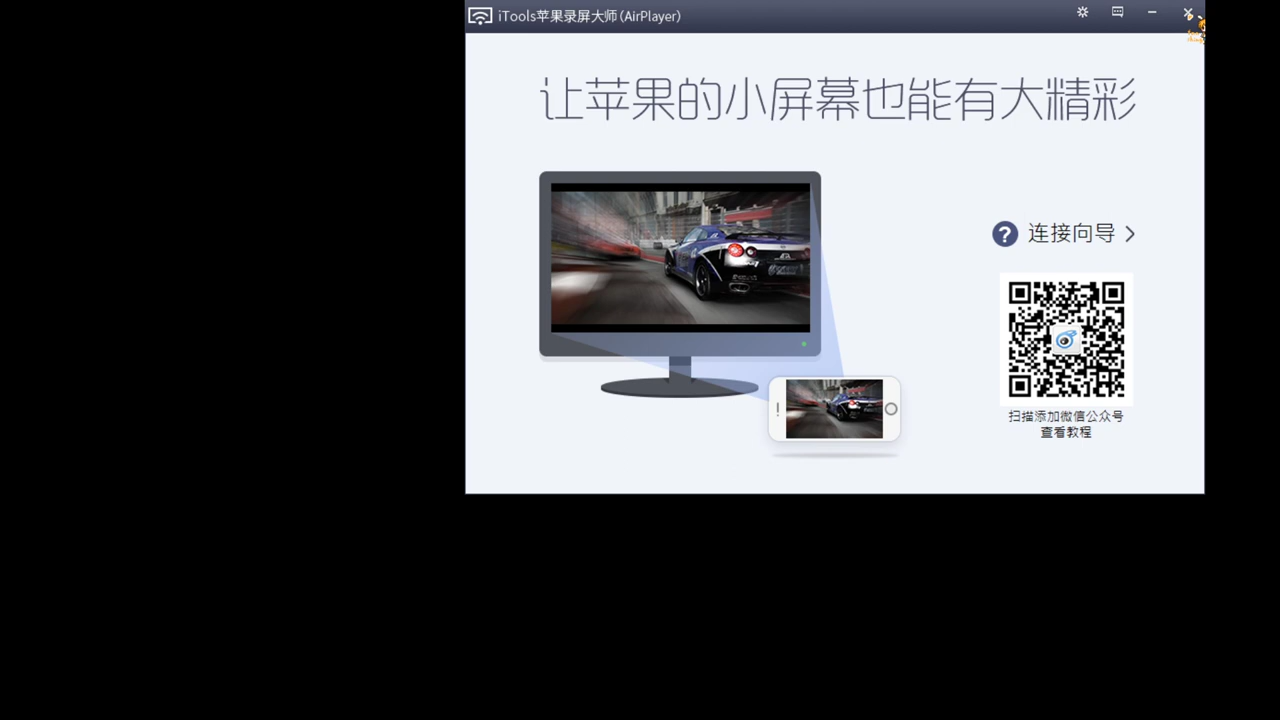 iTools苹果录屏大师(AirPlayer)
让苹果的小屏幕也能有大精彩
连接向导
扫描添加微信公众号
查看教程